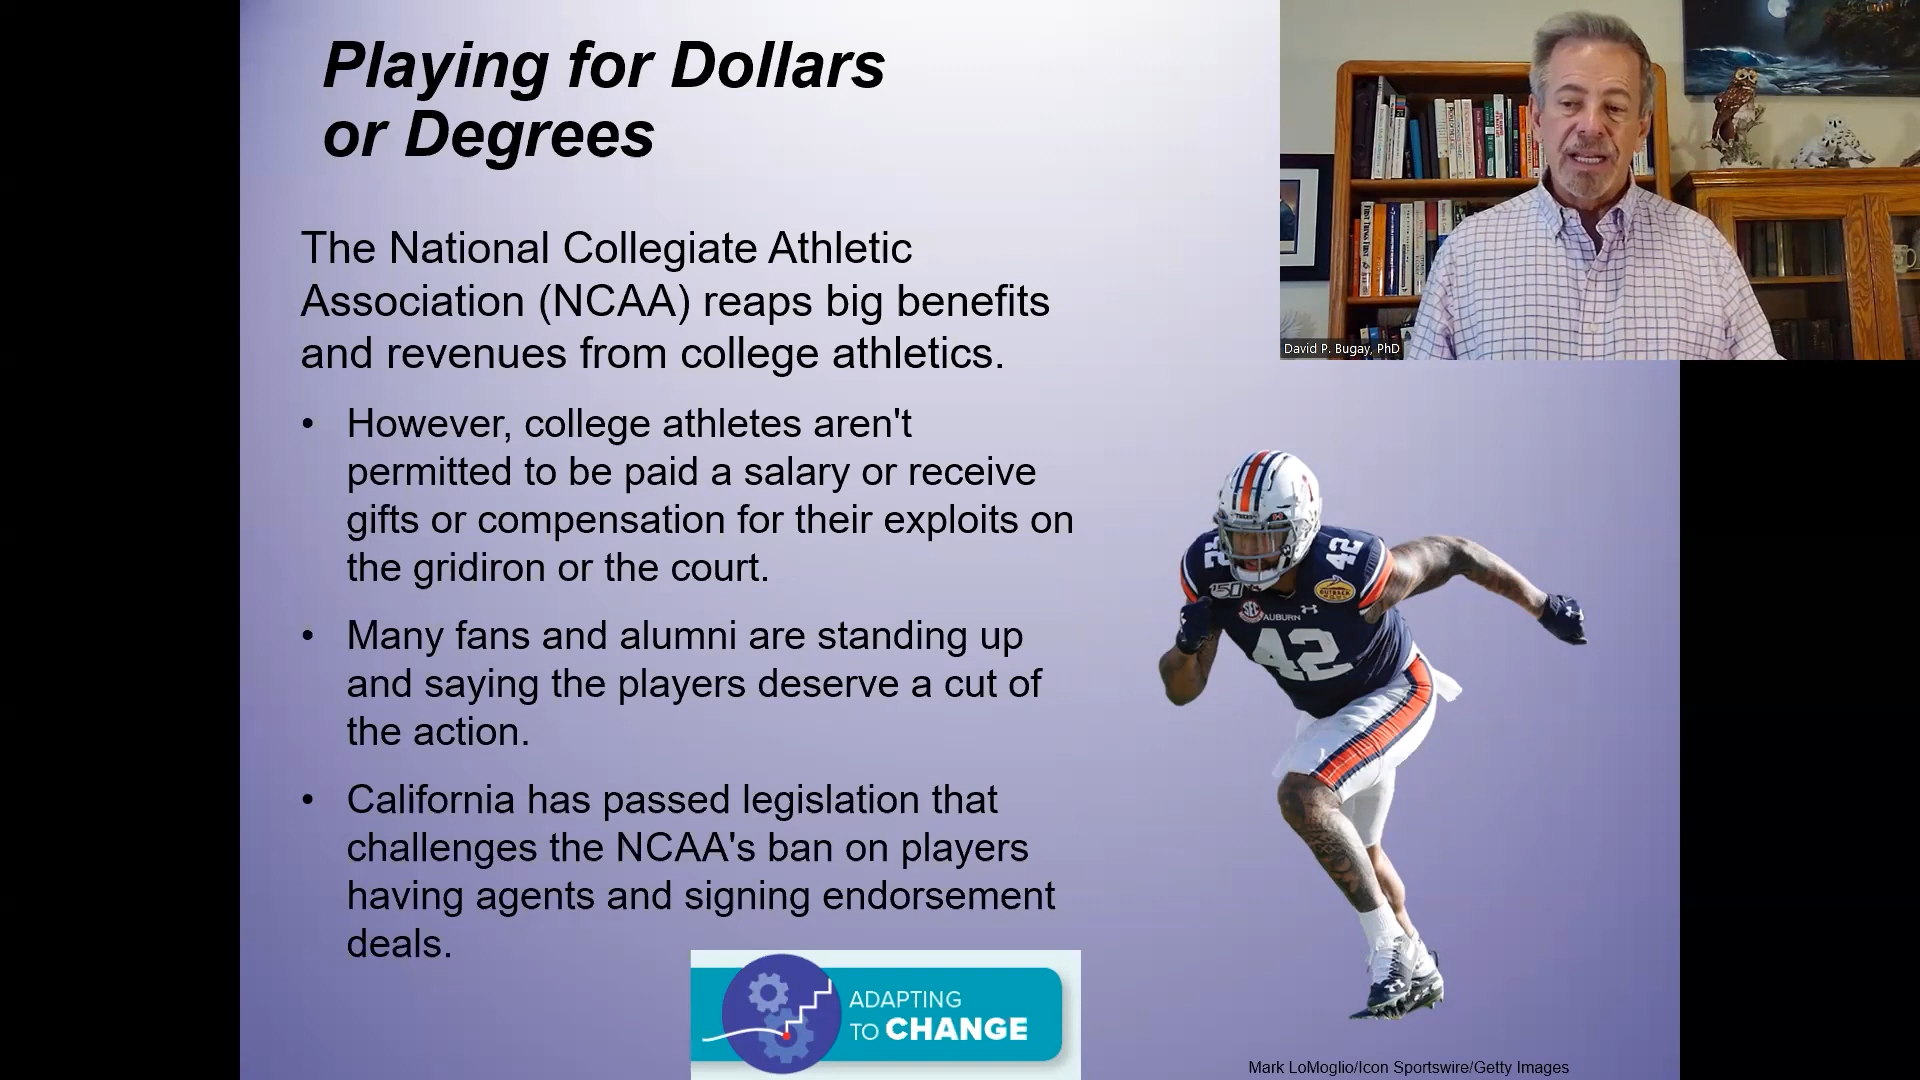 Playing for Dollars
or Degrees
The National Collegiate Athletic
Association (NCAA) reaps big benefits
and revenues from college athletics.
• However, college athletes aren't
permitted to be paid a salary or receive
gifts or compensation for their exploits on
the gridiron or the court.
• Many fans and alumni are standing up
and saying the players deserve a cut of
the action.
• California has passed legislation that
challenges the NCAA's ban on players
having agents and signing endorsement
deals.
ADAPTING
TO CHANGE
David P. Bugay, PhD
42
150
OUTBACK
SEC
AUBURN
42
Mark LoMoglio/Icon Sportswire/Getty Images